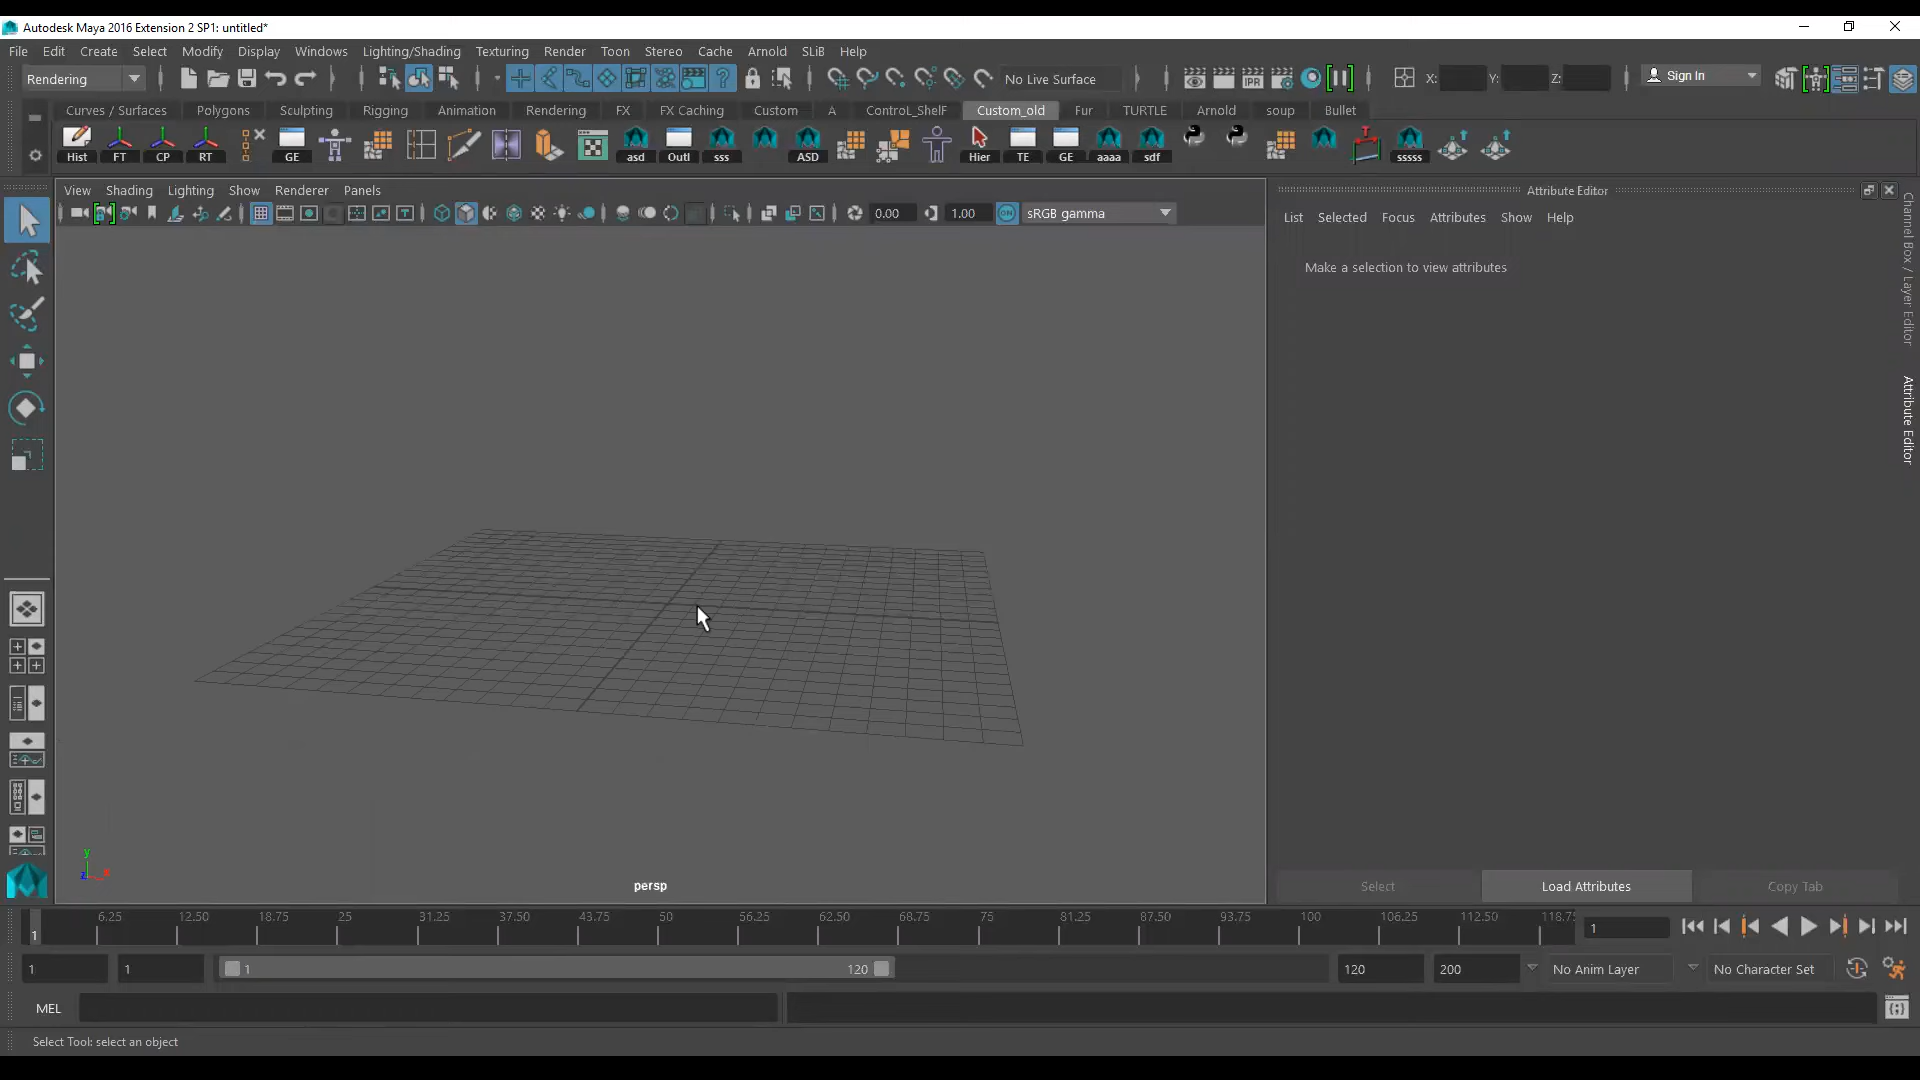 Autodesk Maya 2016 Extension 2 SP1: untitled*
File Edit Create Select Modify Display Windows Lighting/Shading Texturing Render Toon Stereo Cache Arnold SLiB Help
Rendering No Live Surface IPR X: Y: Z: Sign In
Curves / Surfaces Polygons Sculpting Rigging Animation Rendering FX FX Caching Custom A ControL_ShelF Custom_old Fur TURTLE Arnold soup Bullet
Hist FT CP RT GE asd Outl sss ASD Hier TE GE aaaa sdf sssss
View Shading Lighting Show Renderer Panels
0.00 1.00 ON sRGB gamma
Attribute Editor
List Selected Focus Attributes Show Help
Make a selection to view attributes
Channel Box / Layer Editor
Attribute Editor
y
z x
persp
Select Load Attributes Copy Tab
6.25 12.50 18.75 25 31.25 37.50 43.75 50 56.25 62.50 68.75 75 81.25 87.50 93.75 100 106.25 112.50 118.75
1 1
1 1 1 120 120 200 No Anim Layer No Character Set
MEL
Select Tool: select an object